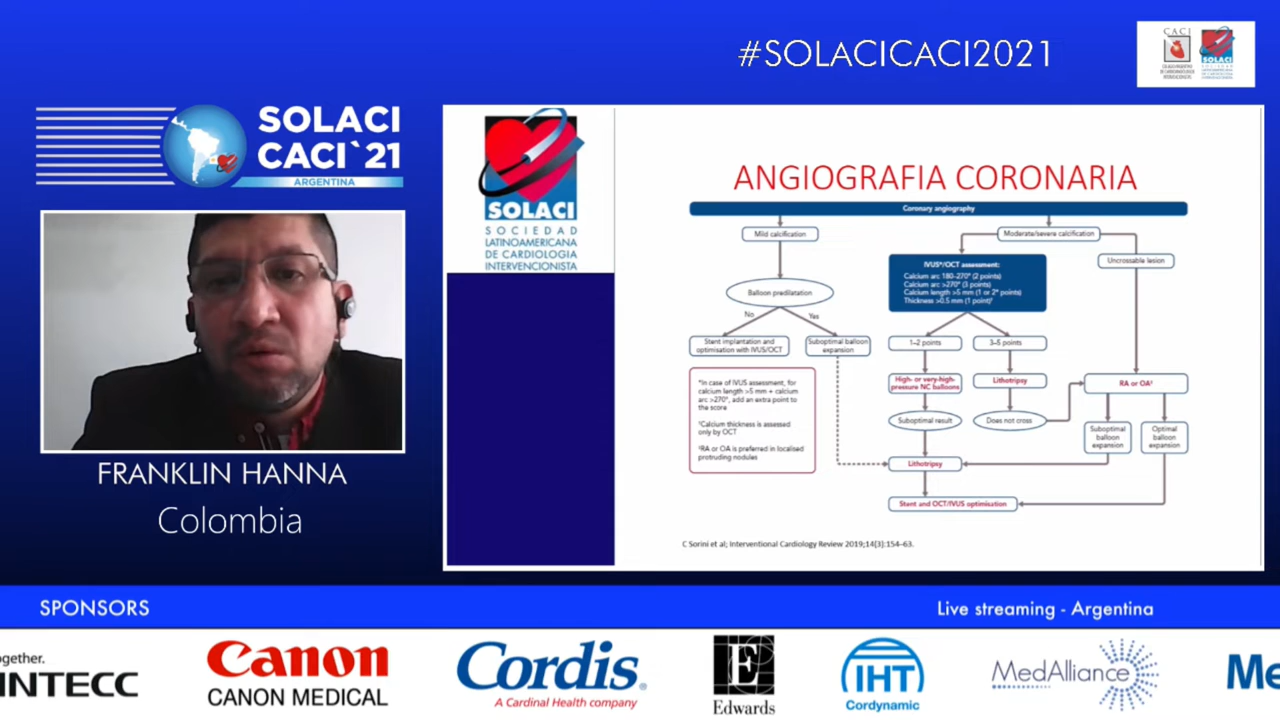 #SOLACICACI2021
CACI
SOLACI
SOLACI
CACI`21
ARGENTINA
FRANKLIN HANNA
Colombia
SOLACI
SOCIEDAD
LATINOAMERICANA
DE CARDIOLOGIA
INTERVENCIONISTA
ANGIOGRAFIA CORONARIA
Coronary angiography
Mild calcification
Moderate/severe calcification
Uncrossable lesion
IVUS*/OCT assessment:
Calcium arc 180–270° (2 points)
Calcium arc >270° (3 points)
Calcium length >5 mm (1 or 2* points)
Thickness >0.5 mm (1 point)†
Balloon predilatation
No
Yes
Stent implantation and
optimisation with IVUS/OCT
Suboptimal balloon
expansion
1–2 points
3–5 points
High- or very-high-
pressure NC balloons
Lithotripsy
RA or OA‡
Suboptimal result
Does not cross
Suboptimal
balloon
expansion
Optimal
balloon
expansion
Lithotripsy
Stent and OCT/IVUS optimisation
*In case of IVUS assessment, for
calcium length >5 mm + calcium
arc >270°, add an extra point to
the score
†Calcium thickness is assessed
only by OCT
‡RA or OA is preferred in localised
protruding nodules
C Sorini et al; Interventional Cardiology Review 2019;14(3):154–63.
SPONSORS
Live streaming - Argentina
ogether.
INTECC
Canon
CANON MEDICAL
Cordis®
A Cardinal Health company
E
Edwards
IHT
Cordynamic
MedAlliance
Me